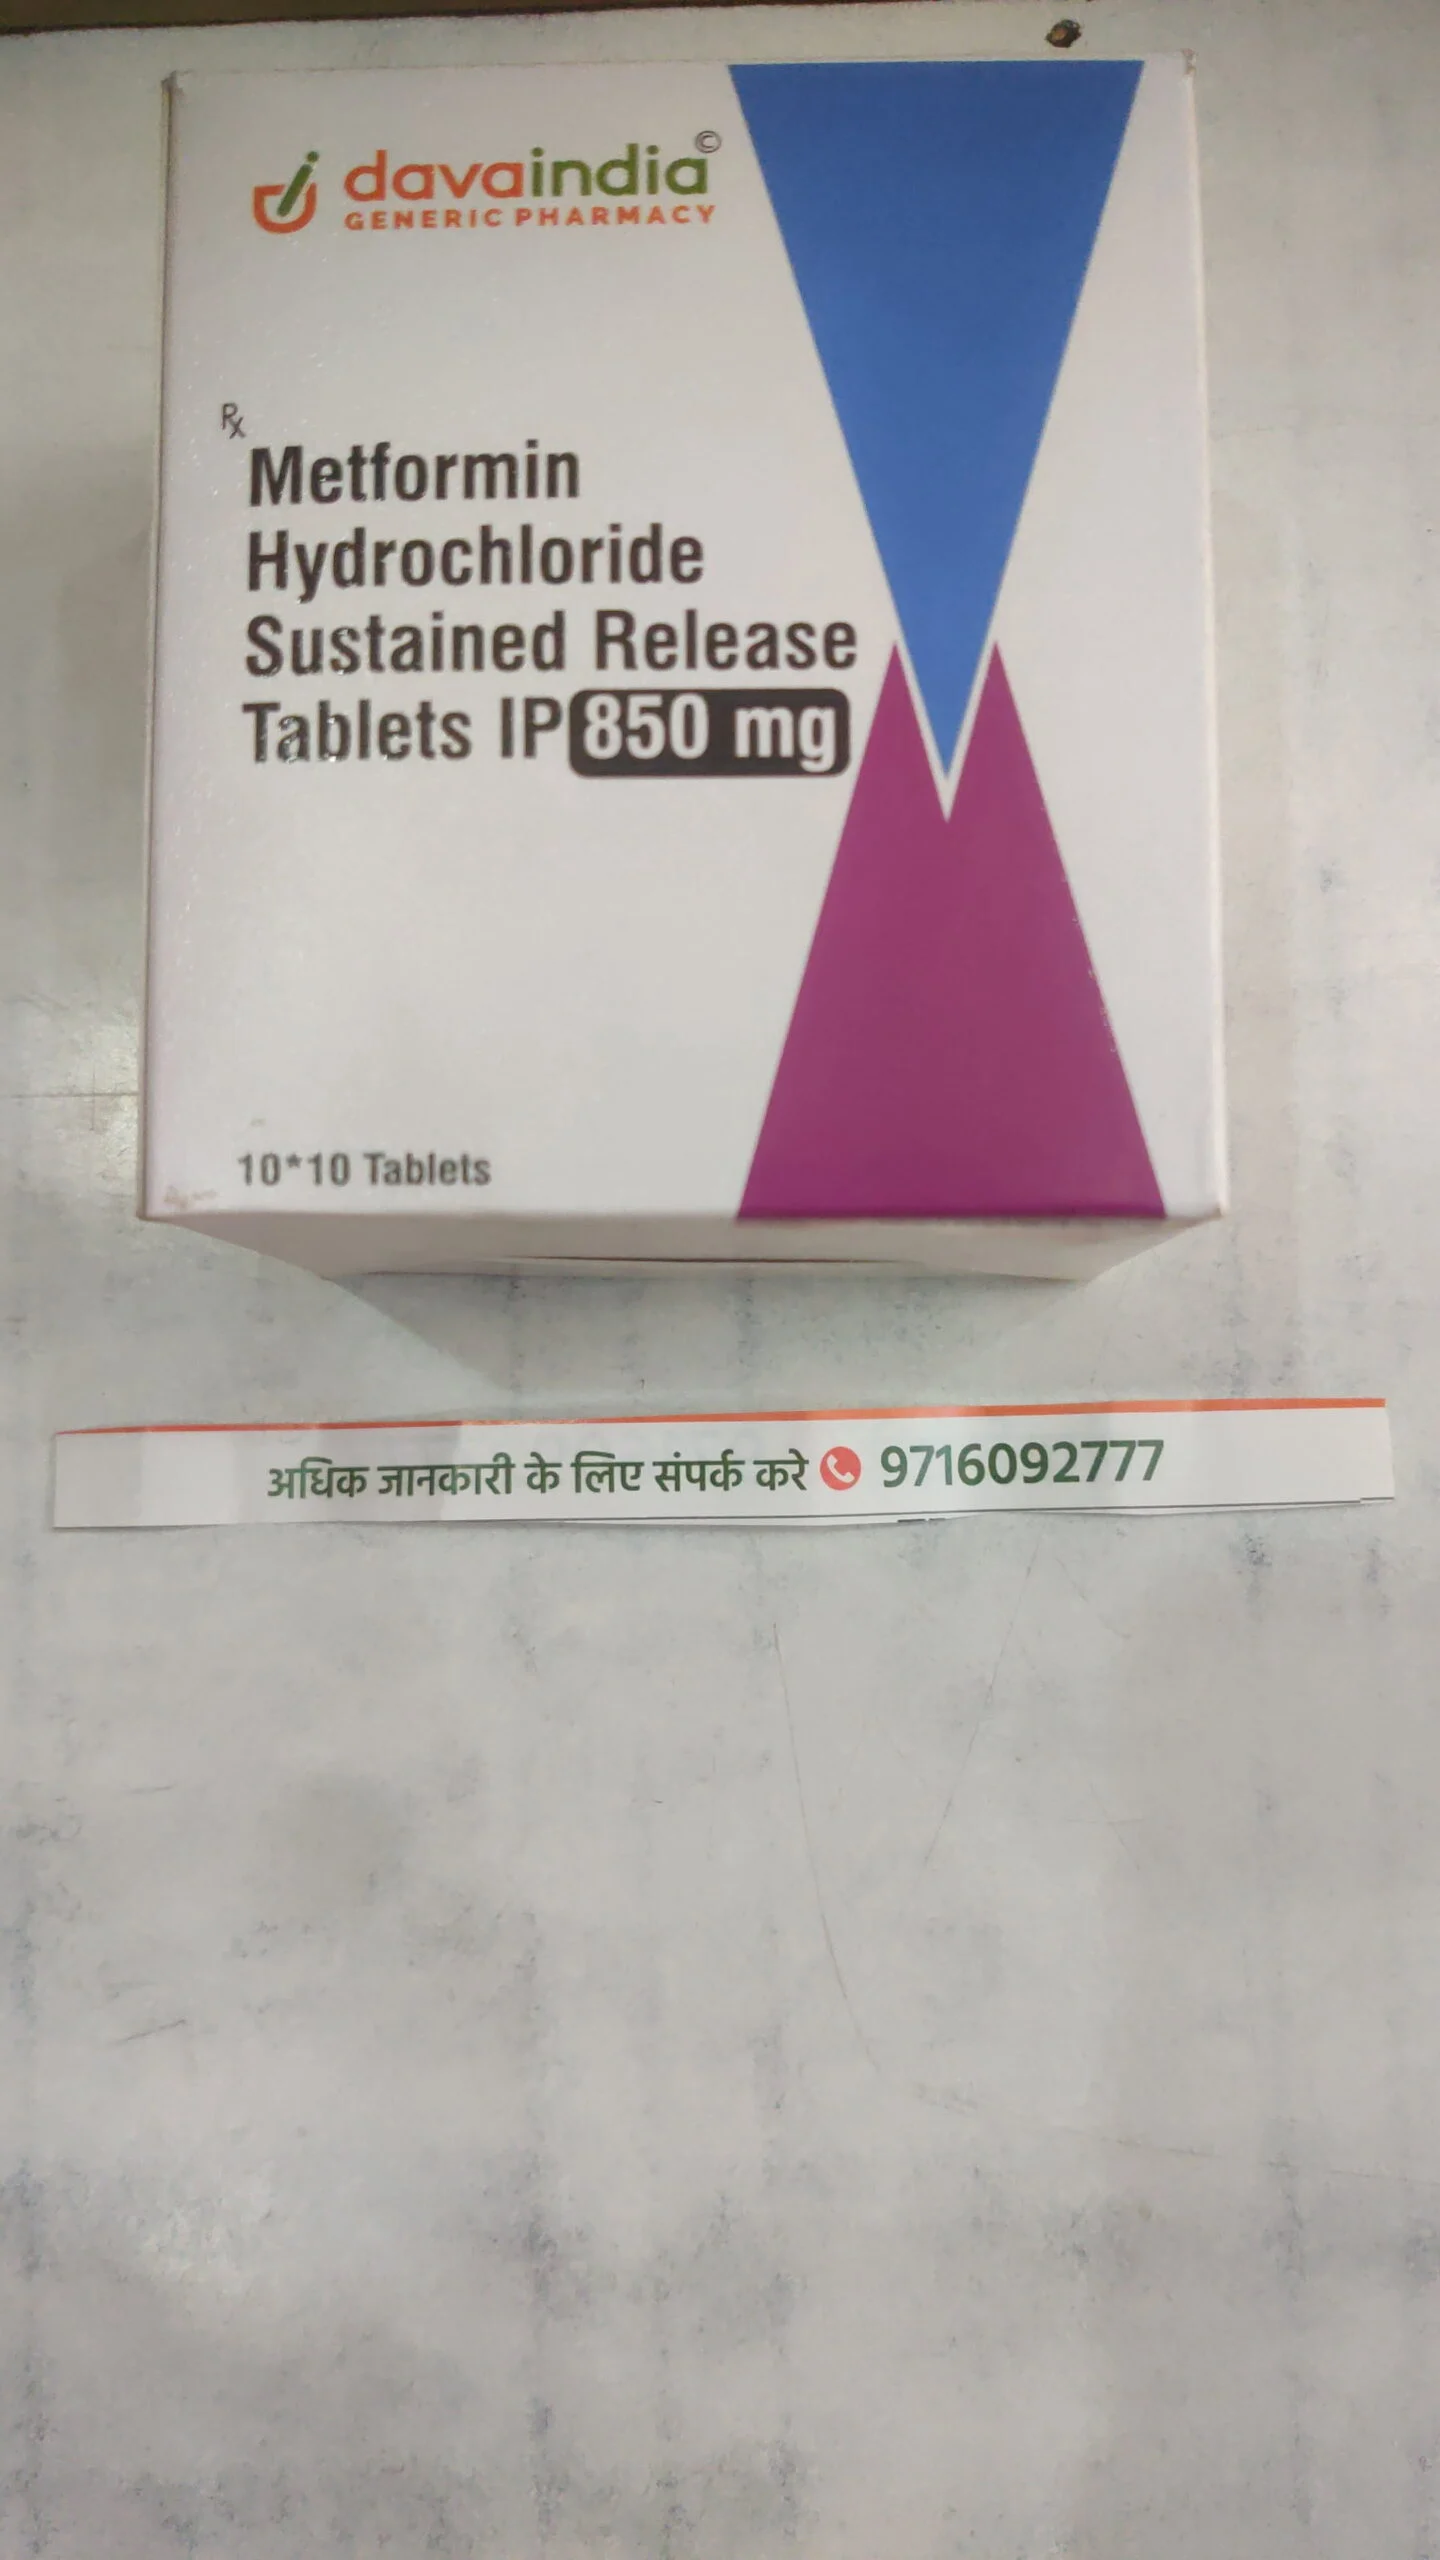 davaindia©
GENERIC PHARMACY
Rx
Metformin
Hydrochloride
Sustained Release
Tablets IP 850 mg
10*10 Tablets
अधिक जानकारी के लिए संपर्क करे 9716092777